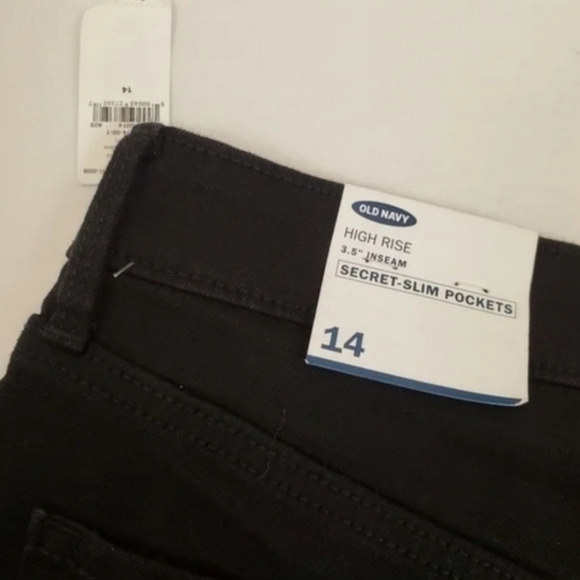 OLD NAVY
HIGH RISE
3.5" INSEAM
SECRET-SLIM POCKETS
14
14